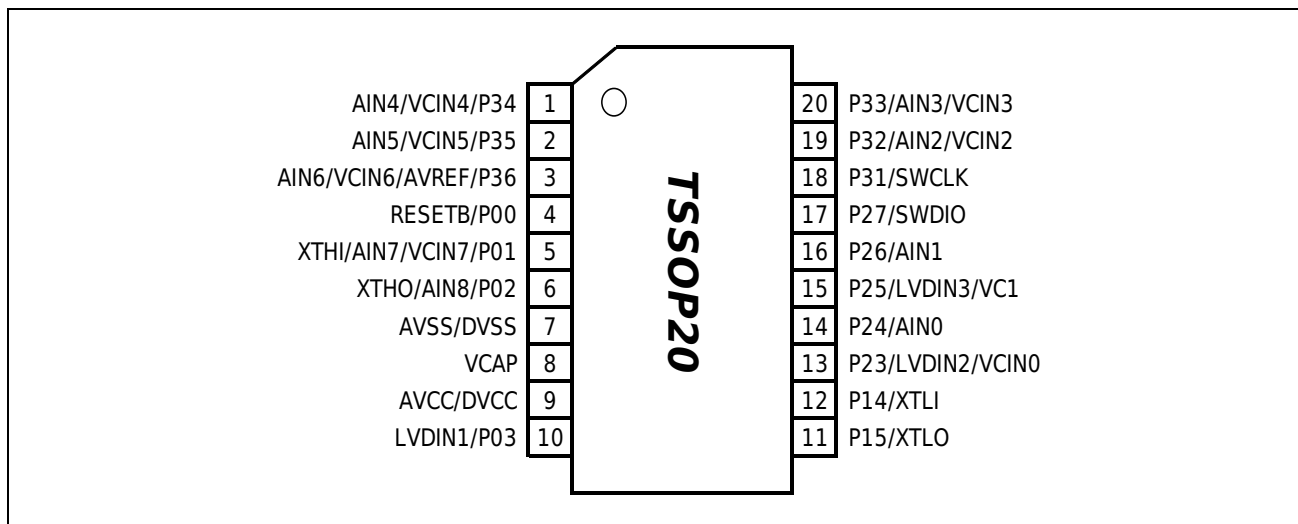 AIN4/VCIN4/P34 1
AIN5/VCIN5/P35 2
AIN6/VCIN6/AVREF/P36 3
RESETB/P00 4
XTHI/AIN7/VCIN7/P01 5
XTHO/AIN8/P02 6
AVSS/DVSS 7
VCAP 8
AVCC/DVCC 9
LVDIN1/P03 10
TSSOP20
20 P33/AIN3/VCIN3
19 P32/AIN2/VCIN2
18 P31/SWCLK
17 P27/SWDIO
16 P26/AIN1
15 P25/LVDIN3/VC1
14 P24/AIN0
13 P23/LVDIN2/VCIN0
12 P14/XTLI
11 P15/XTLO